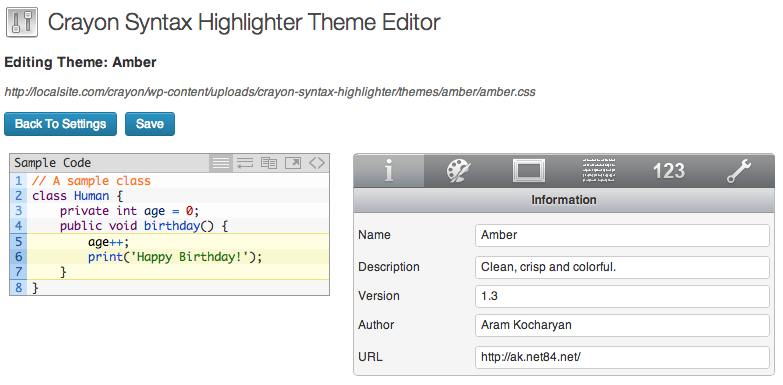 Crayon Syntax Highlighter Theme Editor
Editing Theme: Amber
http://localsite.com/crayon/wp-content/uploads/crayon-syntax-highlighter/themes/amber/amber.css
Back To Settings Save
Sample Code
1 // A sample class
2 class Human {
3     private int age = 0;
4     public void birthday() {
5         age++;
6         print('Happy Birthday!');
7     }
8 }
123
Information
Name Amber
Description Clean, crisp and colorful.
Version 1.3
Author Aram Kocharyan
URL http://ak.net84.net/